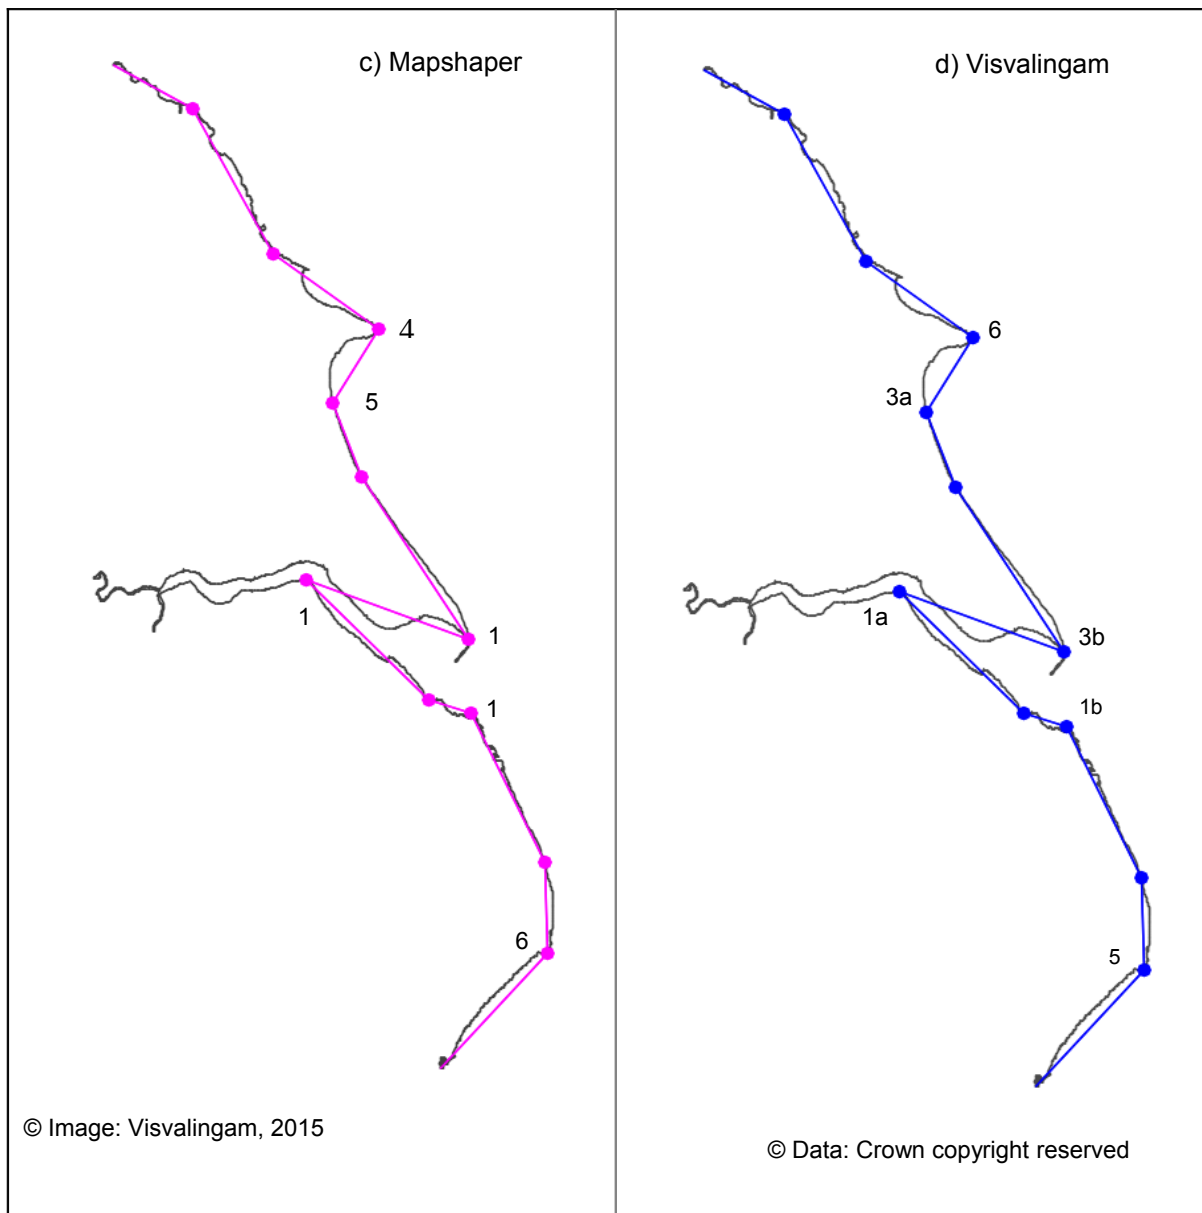 c) Mapshaper
4
5
1
1
1
6
© Image: Visvalingam, 2015
d) Visvalingam
6
3a
1a
3b
1b
5
© Data: Crown copyright reserved